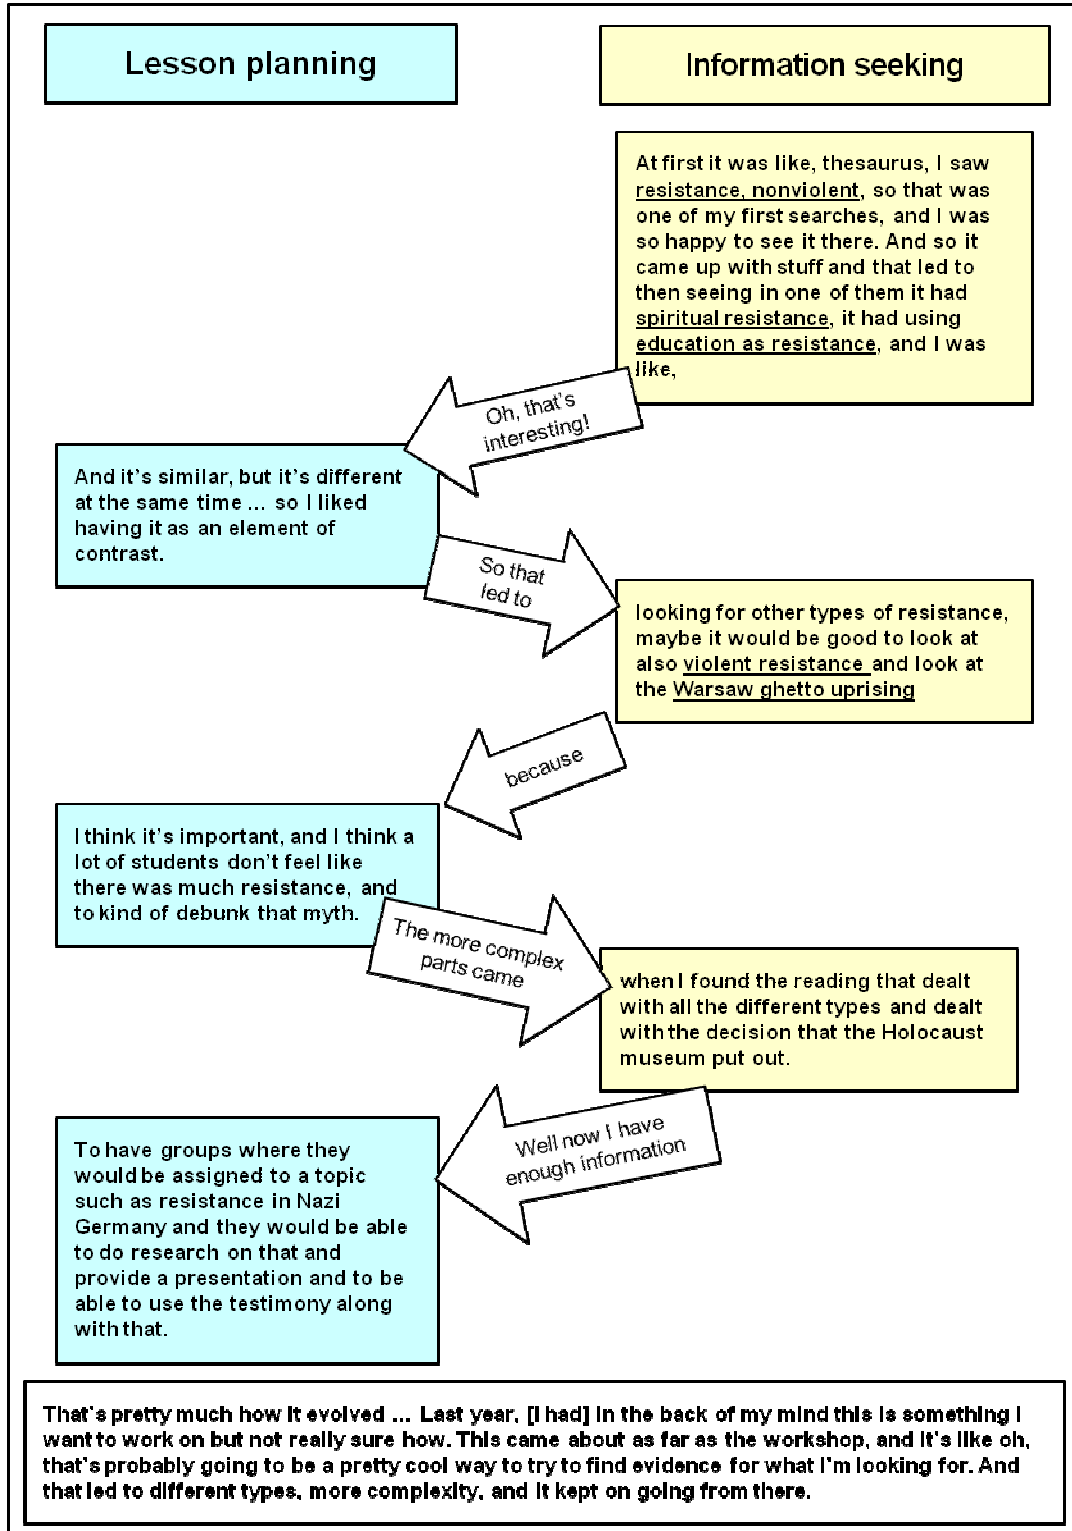 Lesson planning
Information seeking
At first it was like, thesaurus, I saw
resistance, nonviolent, so that was
one of my first searches, and I was
so happy to see it there. And so it
came up with stuff and that led to
then seeing in one of them it had
spiritual resistance, it had using
education as resistance, and I was
like,
Oh, that's
interesting!
And it's similar, but it's different
at the same time ... so I liked
having it as an element of
contrast.
So that
led to
looking for other types of resistance,
maybe it would be good to look at
also violent resistance and look at
the Warsaw ghetto uprising
because
I think it's important, and I think a
lot of students don't feel like
there was much resistance, and
to kind of debunk that myth.
The more complex
parts came
when I found the reading that dealt
with all the different types and dealt
with the decision that the Holocaust
museum put out.
Well now I have
enough information
To have groups where they
would be assigned to a topic
such as resistance in Nazi
Germany and they would be able
to do research on that and
provide a presentation and to be
able to use the testimony along
with that.
That's pretty much how it evolved ... Last year, [I had] in the back of my mind this is something I
want to work on but not really sure how. This came about as far as the workshop, and it's like oh,
that's probably going to be a pretty cool way to try to find evidence for what I'm looking for. And
that led to different types, more complexity, and it kept on going from there.